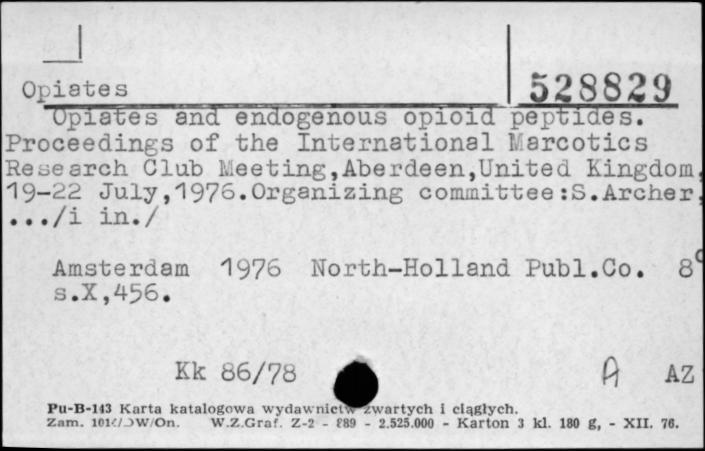 Opiates
528829
Opiates and endogenous opioid peptides.
Proceedings of the International Marcotics
Research Club Meeting,Aberdeen,United Kingdom,
19-22 July,1976.Organizing committee:S.Archer,
.../i in./
Amsterdam 1976 North-Holland Publ.Co. 8°
s.X,456.
Kk 86/78
A AZ
Pu-B-143 Karta katalogowa wydawnictw zwartych i ciągłych.
Zam. W/On. W.Z.Graf. Z-2 - 889 - 2.525.000 - Karton 3 kl. 180 g, - XII. 76.